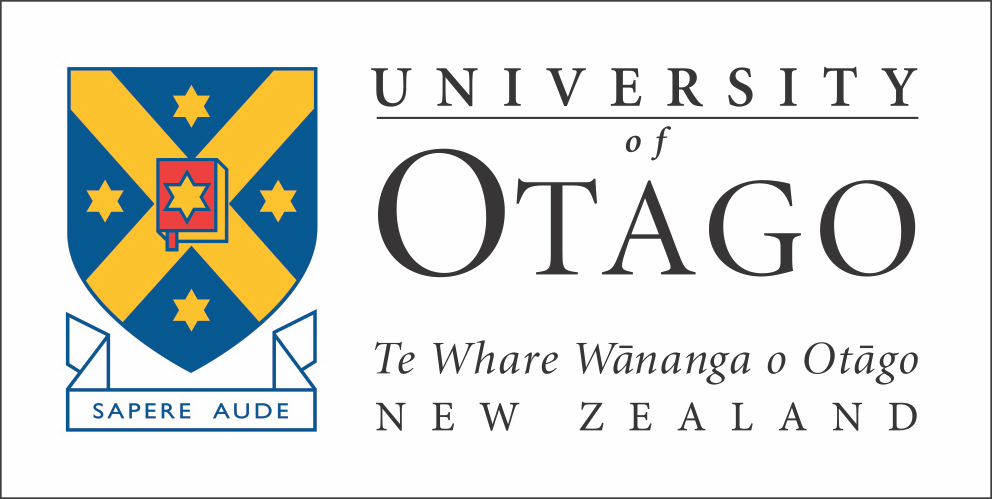 UNIVERSITY
of
OTAGO
Te Whare Wānanga o Otāgo
NEW ZEALAND
SAPERE AUDE